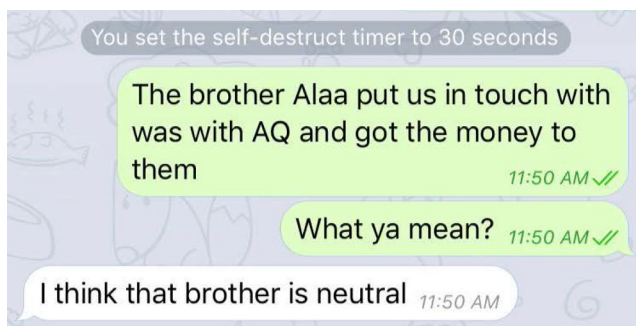 You set the self-destruct timer to 30 seconds
The brother Alaa put us in touch with
was with AQ and got the money to
them
11:50 AM
What ya mean? 11:50 AM
I think that brother is neutral 11:50 AM